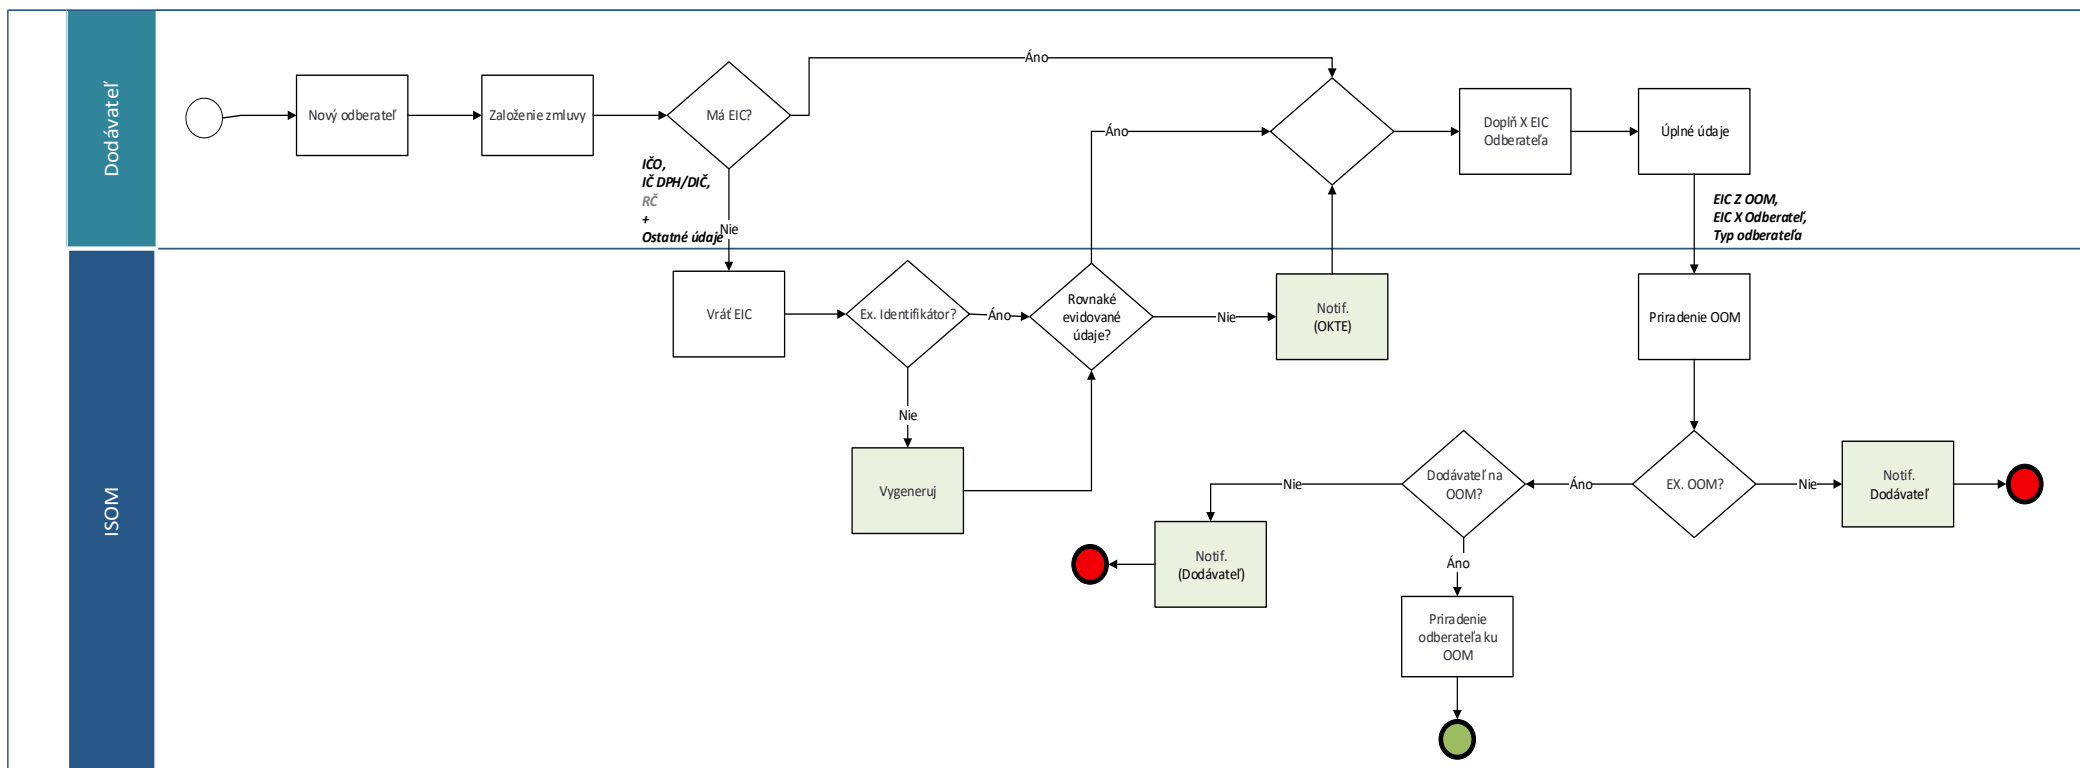 Dodávateľ
Nový odberateľ
Založenie zmluvy
Má EIC?
Áno
IČO,
IČ DPH/DIČ,
RČ
+
Ostatné údaje
Nie
Áno
Doplň X EIC
Odberateľa
Úplné údaje
EIC Z OOM,
EIC X Odberateľ,
Typ odberateľa
ISOM
Vráť EIC
Ex. Identifikátor?
Áno
Rovnaké
evidované
údaje?
Nie
Notif.
(OKTE)
Priradenie OOM
Nie
Vygeneruj
EX. OOM?
Nie
Notif.
Dodávateľ
Áno
Dodávateľ na
OOM?
Nie
Notif.
(Dodávateľ)
Áno
Priradenie
odberateľa ku
OOM